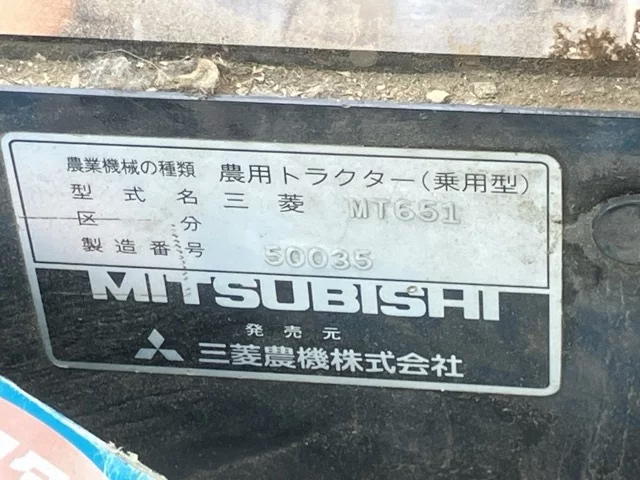 農業機械の種類 農用トラクター(乗用型)
型式名 三菱 MT651
区分
製造番号 50035
MITSUBISHI
発売元
三菱農機株式会社